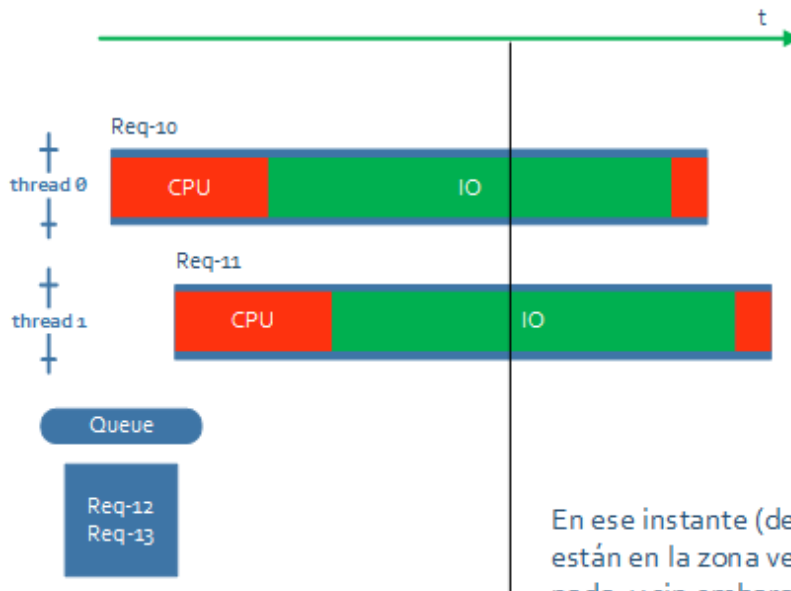 t
Req-10
thread 0
CPU
IO
Req-11
thread 1
CPU
IO
Queue
Req-12
Req-13
En ese instante (de
están en la zona ve